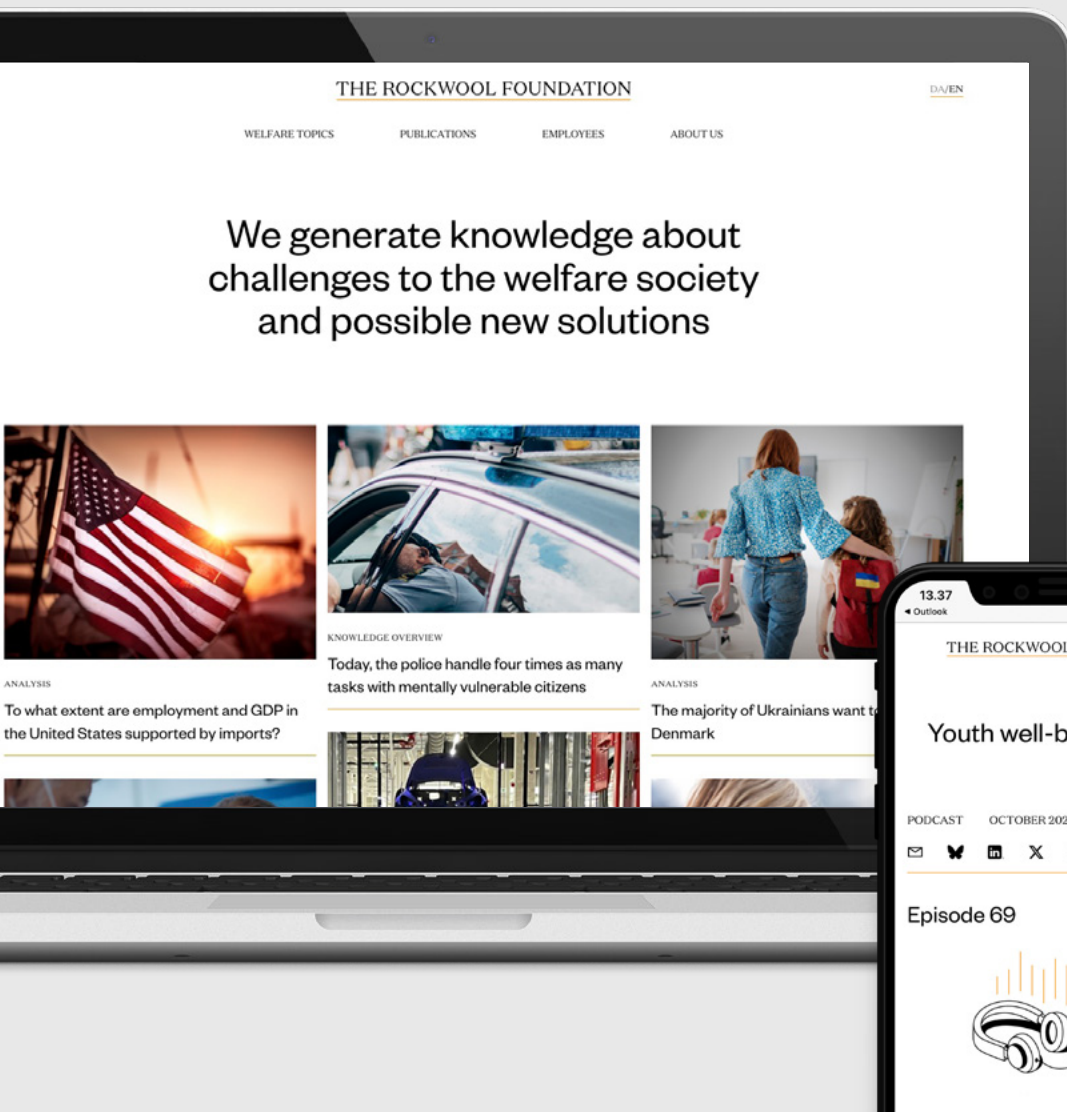 THE ROCKWOOL FOUNDATION
DA/EN
WELFARE TOPICS
PUBLICATIONS
EMPLOYEES
ABOUT US
We generate knowledge about
challenges to the welfare society
and possible new solutions
ANALYSIS
To what extent are employment and GDP in
the United States supported by imports?
KNOWLEDGE OVERVIEW
Today, the police handle four times as many
tasks with mentally vulnerable citizens
ANALYSIS
The majority of Ukrainians want
Denmark
13.37
Outlook
THE ROCKWOOL
Youth well-b
PODCAST
OCTOBER 202
Episode 69